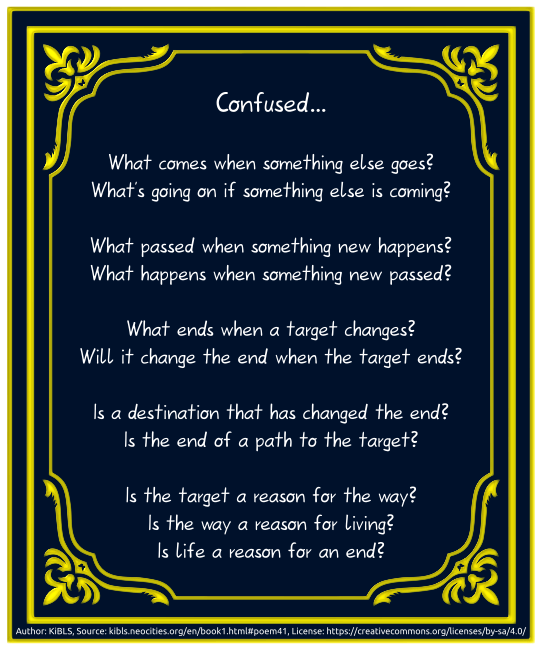 Confused...
What comes when something else goes?
What's going on if something else is coming?
What passed when something new happens?
What happens when something new passed?
What ends when a target changes?
Will it change the end when the target ends?
Is a destination that has changed the end?
Is the end of a path to the target?
Is the target a reason for the way?
Is the way a reason for living?
Is life a reason for an end?
Author: KiBLS, Source: kibls.neocities.org/en/book1.html#poem41, License: https://creativecommons.org/licenses/by-sa/4.0/